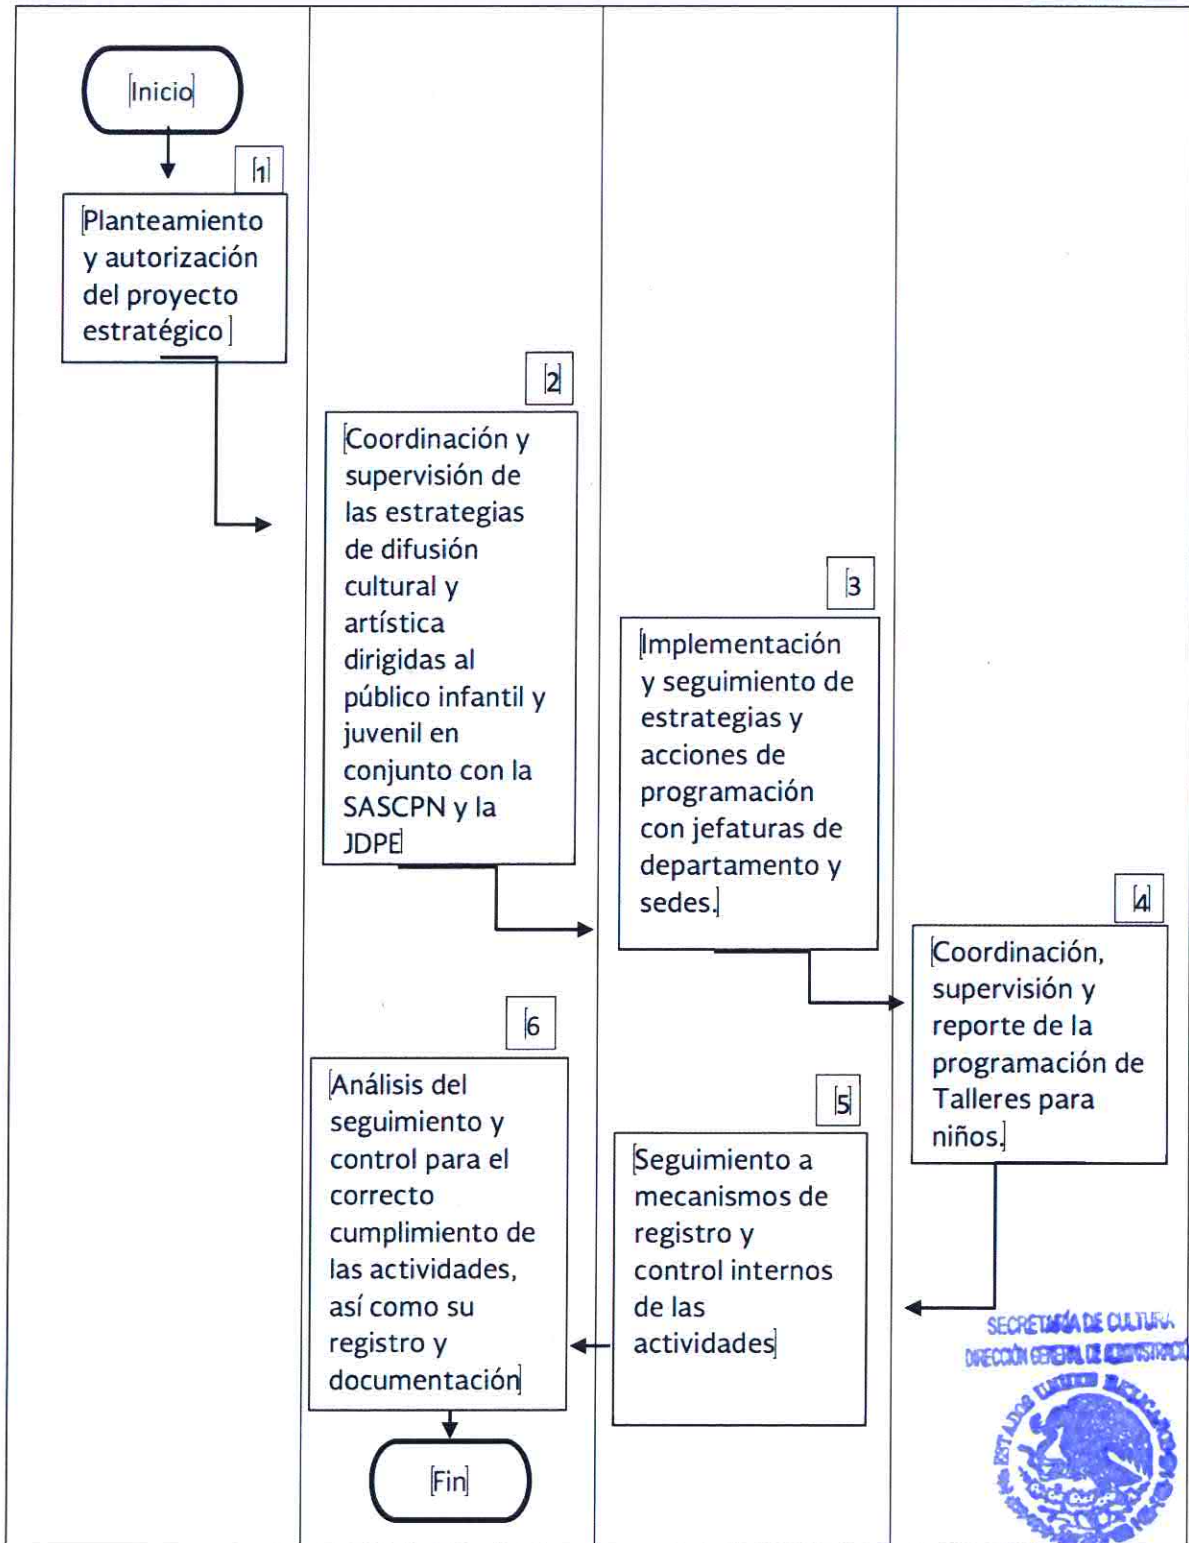 [Inicio]
[1]
[Planteamiento
y autorización
del proyecto
estratégico]
[2]
[Coordinación y
supervisión de
las estrategias
de difusión
cultural y
artística
dirigidas al
público infantil y
juvenil en
conjunto con la
SASCPN y la
JDPE]
[3
[Implementación
y seguimiento de
estrategias y
acciones de
programación
con jefaturas de
departamento y
sedes.]
[4]
[Coordinación,
supervisión y
reporte de la
programación de
Talleres para
niños.]
[5]
[Seguimiento a
mecanismos de
registro y
control internos
de las
actividades]
[6
[Análisis del
seguimiento y
control para el
correcto
cumplimiento de
las actividades,
así como su
registro y
documentación]
[Fin]
SECRETARÍA DE CULTURA
DIRECCIÓN GENERAL DE ADMINISTRACIÓ
ESTADOS UNIDOS MEXICANOS